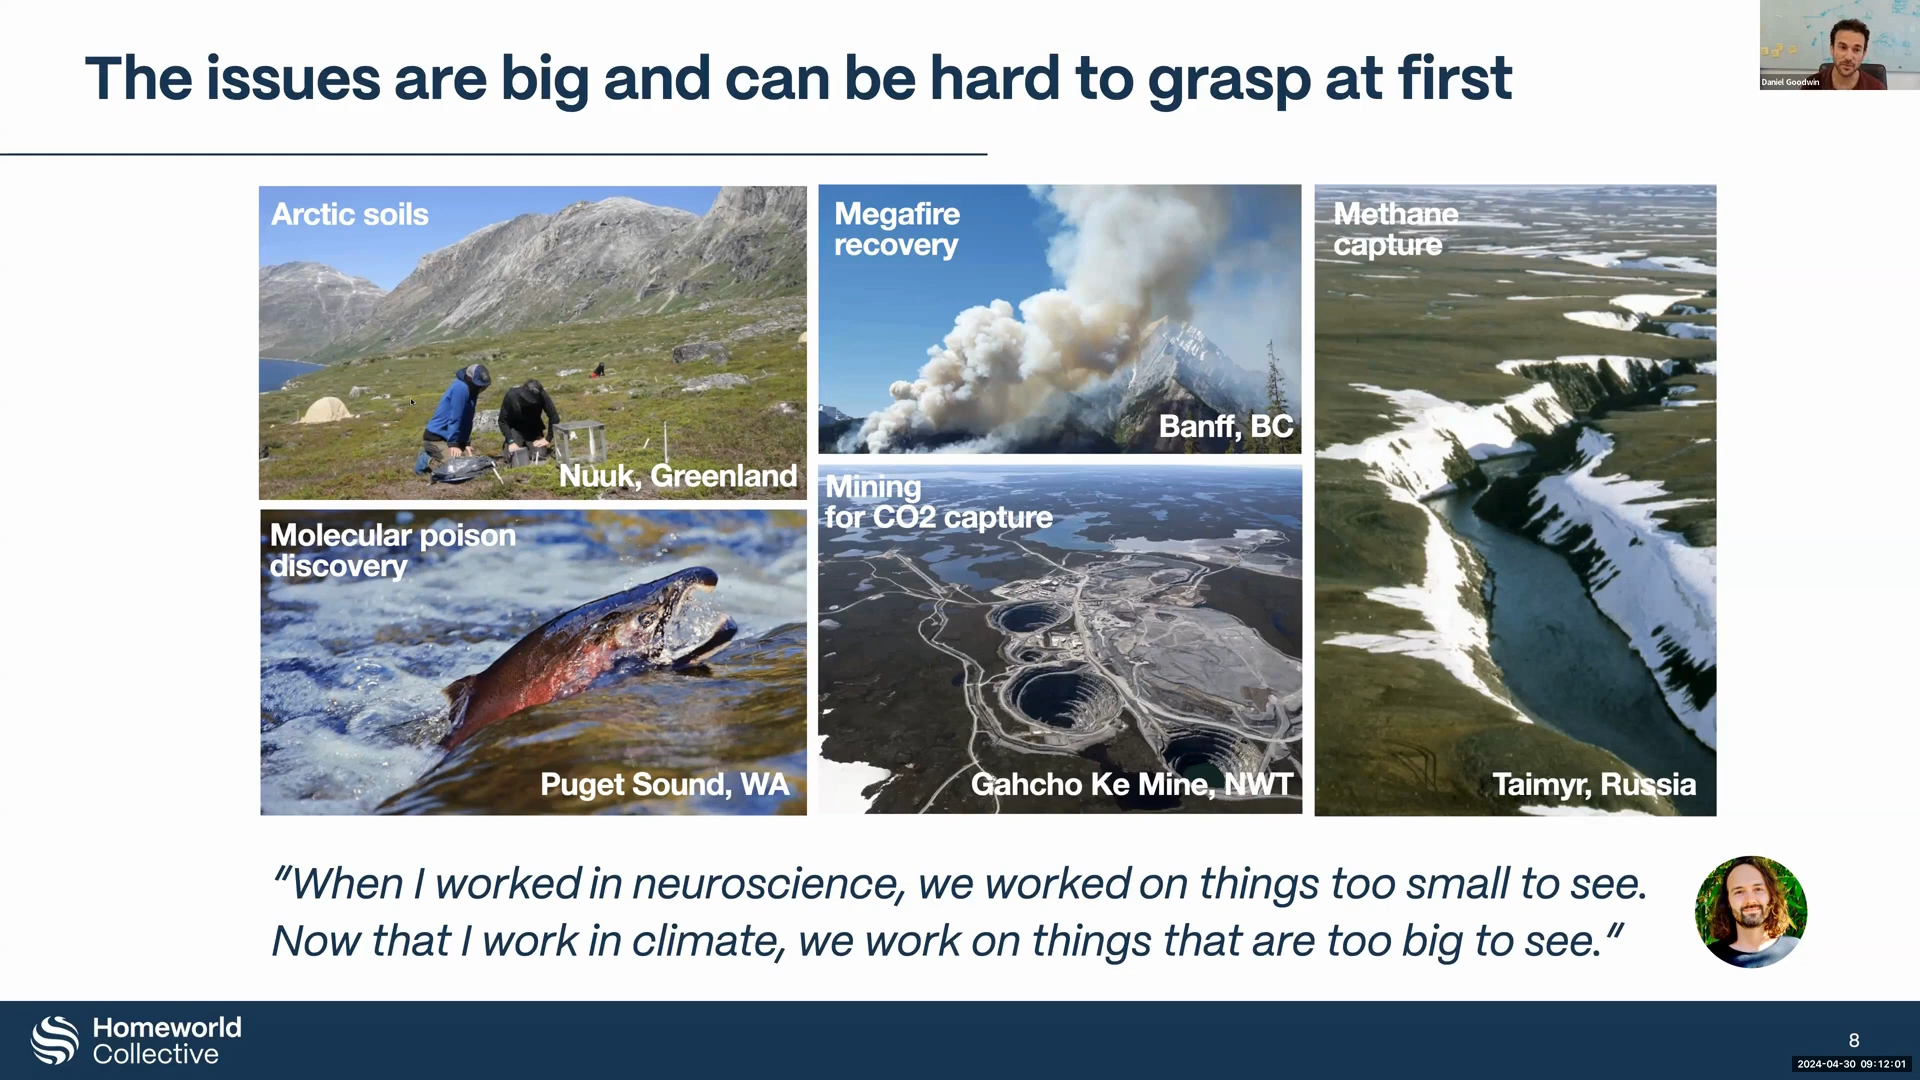 The issues are big and can be hard to grasp at first
Daniel Goodwin
Arctic soils
Nuuk, Greenland
Megafire
recovery
Banff, BC
Methane
capture
Taimyr, Russia
Molecular poison
discovery
Puget Sound, WA
Mining
for CO2 capture
Gahcho Ke Mine, NWT
"When I worked in neuroscience, we worked on things too small to see.
Now that I work in climate, we work on things that are too big to see."
Homeworld
Collective
8
2024-04-30 09:12:01